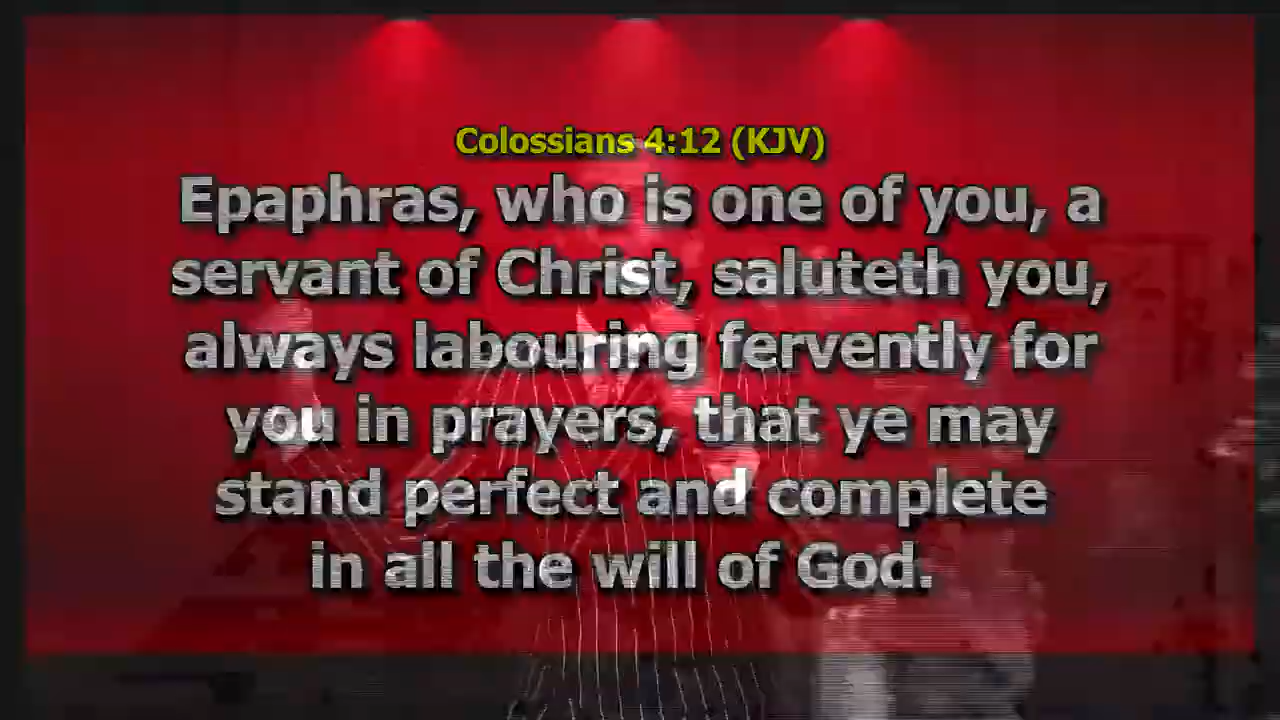 Colossians 4:12 (KJV)
Epaphras, who is one of you, a
servant of Christ, saluteth you,
always labouring fervently for
you in prayers, that ye may
stand perfect and complete
in all the will of God.